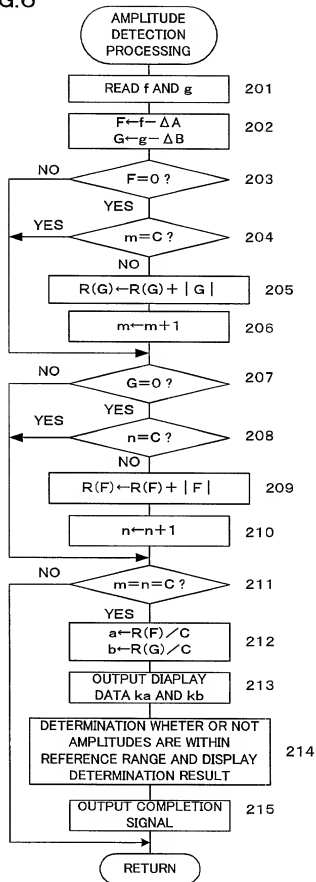 G.6
AMPLITUDE
DETECTION
PROCESSING
READ f AND g 201
F←f−ΔA
G←g−ΔB
202
NO
F=0? 203
YES
YES
m=C? 204
NO
R(G)←R(G)+|G| 205
m←m+1 206
NO
G=0? 207
YES
YES
n=C? 208
NO
R(F)←R(F)+|F| 209
n←n+1 210
NO
m=n=C? 211
YES
a←R(F)/C
b←R(G)/C
212
OUTPUT DIAPLAY
DATA ka AND kb
213
DETERMINATION WHETER OR NOT
AMPLITUDES ARE WITHIN
REFERENCE RANGE AND DISPLAY
DETERMINATION RESULT
214
OUTPUT COMPLETION
SIGNAL
215
RETURN